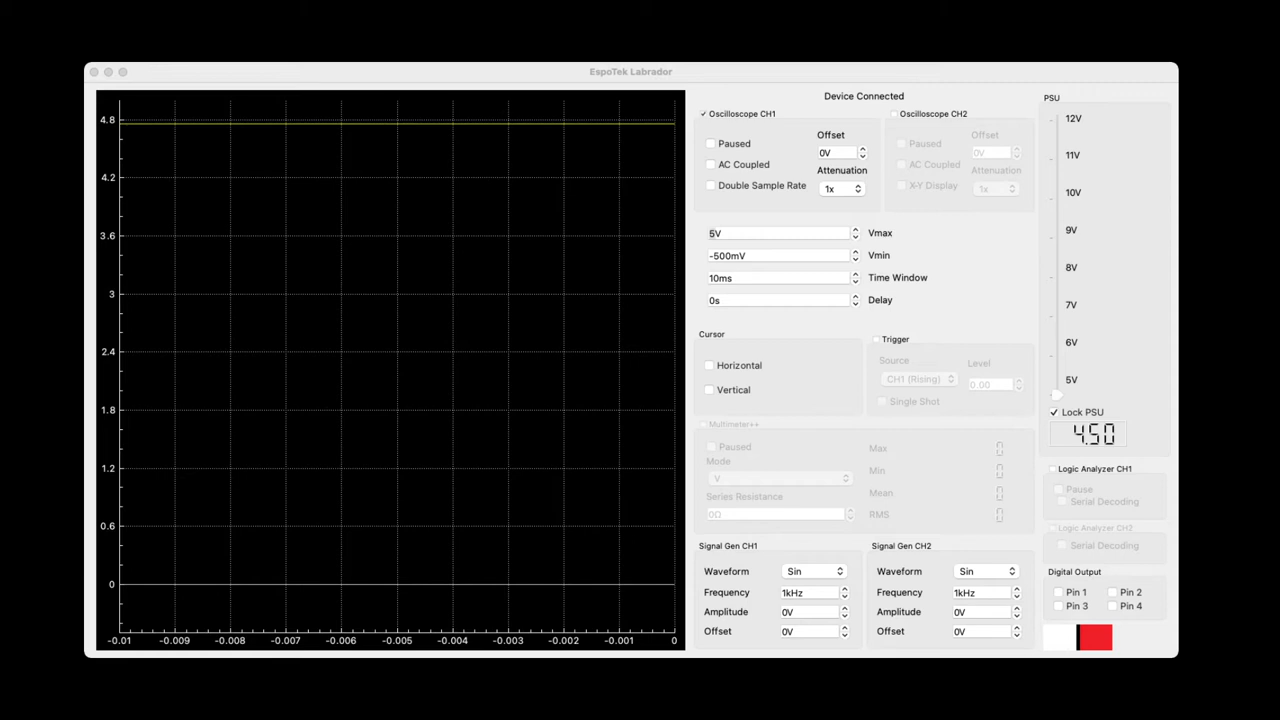 EspoTek Labrador
4.8
4.2
3.6
3
2.4
1.8
1.2
0.6
0
-0.01 -0.009 -0.008 -0.007 -0.006 -0.005 -0.004 -0.003 -0.002 -0.001 0
Device Connected
Oscilloscope CH1
Paused
AC Coupled
Double Sample Rate
Offset
0V
Attenuation
1x
Oscilloscope CH2
Paused
AC Coupled
X-Y Display
Offset
0V
Attenuation
1x
5V Vmax
-500mV Vmin
10ms Time Window
0s Delay
Cursor
Horizontal
Vertical
Trigger
Source
CH1 (Rising)
Level
0.00
Single Shot
Multimeter++
Paused
Mode
V
Series Resistance
0Ω
Max 0
Min 0
Mean 0
RMS 0
Signal Gen CH1
Waveform Sin
Frequency 1kHz
Amplitude 0V
Offset 0V
Signal Gen CH2
Waveform Sin
Frequency 1kHz
Amplitude 0V
Offset 0V
PSU
12V
11V
10V
9V
8V
7V
6V
5V
Lock PSU
4.50
Logic Analyzer CH1
Pause
Serial Decoding
Logic Analyzer CH2
Serial Decoding
Digital Output
Pin 1 Pin 2
Pin 3 Pin 4